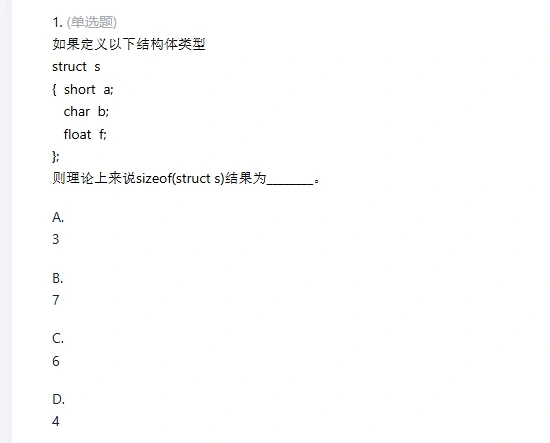 1. (单选题)
如果定义以下结构体类型
struct s
{ short a;
char b;
float f;
};
则理论上来说sizeof(struct s)结果为_______。
A.
3
B.
7
C.
6
D.
4